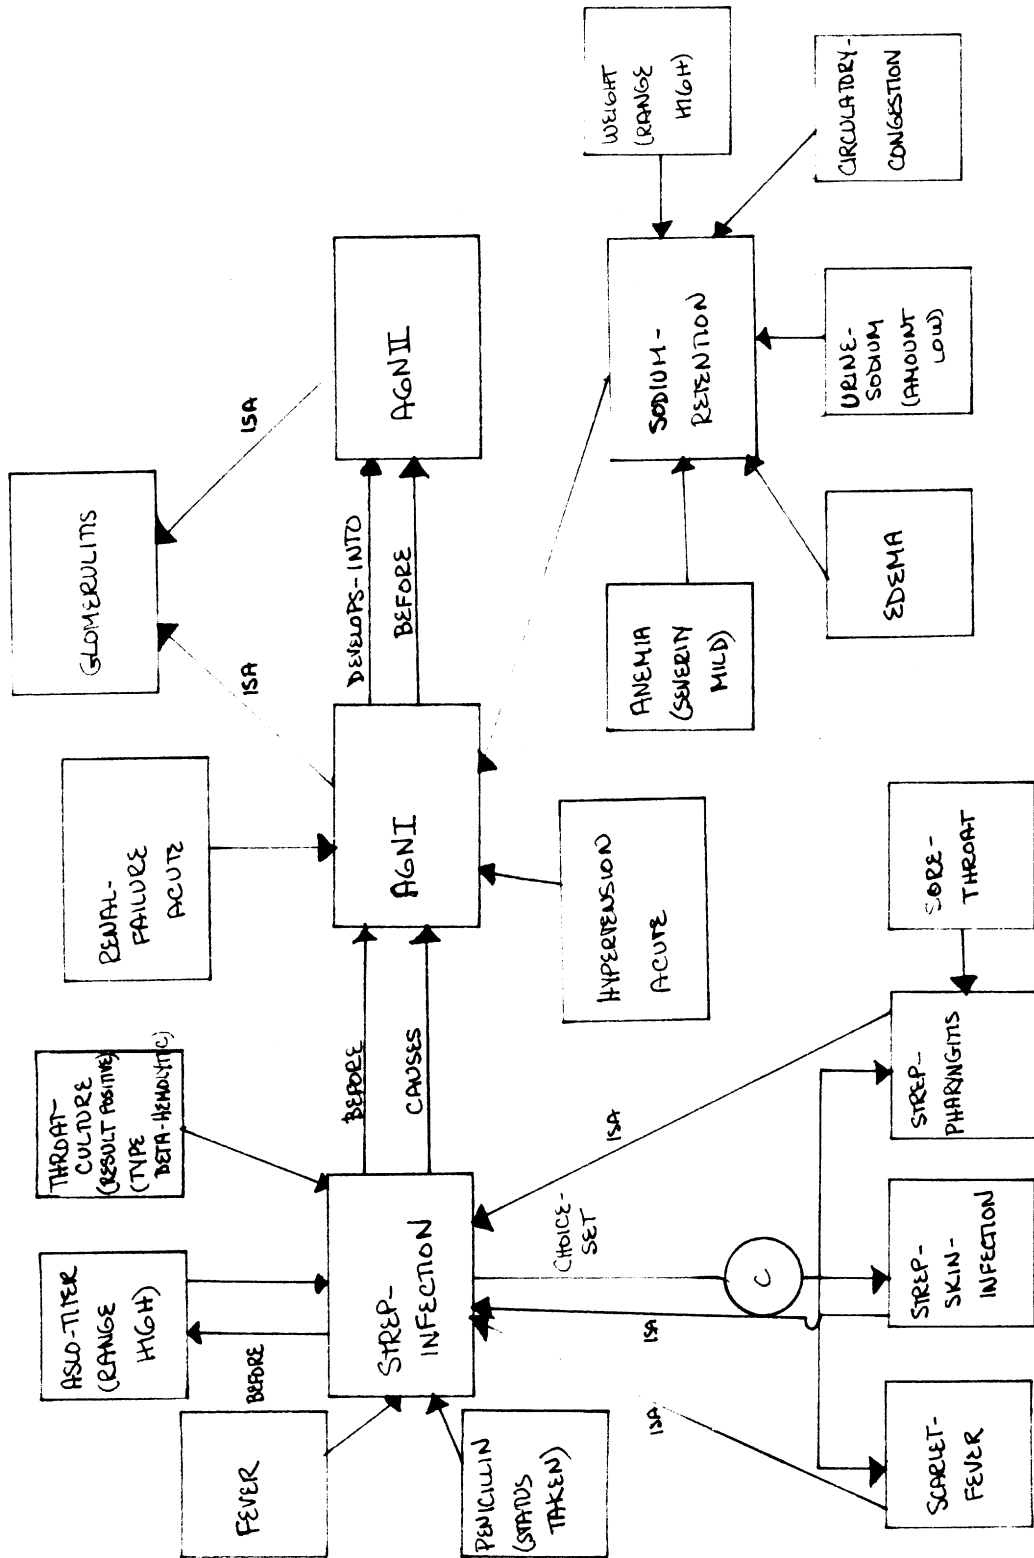 GLOMERULITIS
ISA
ISA
RENAL-
FAILURE
ACUTE
THROAT-
CULTURE
(RESULT POSITIVE)
(TYPE
BETA-HEMOLYTIC)
ASLO-TITER
(RANGE
HIGH)
BEFORE
FEVER
STREP-
INFECTION
BEFORE
CAUSES
AGNI
DEVELOPS-INTO
BEFORE
AGNII
PENICILLIN
(STATUS
TAKEN)
HYPERTENSION
ACUTE
CHOICE-
SET
C
ISA
ISA
ISA
SCARLET-
FEVER
STREP-
SKIN-
INFECTION
STREP-
PHARYNGITIS
SORE-
THROAT
SODIUM-
RETENTION
WEIGHT
(RANGE
HIGH)
ANEMIA
(SEVERITY
MILD)
EDEMA
URINE-
SODIUM
(AMOUNT
LOW)
CIRCULATORY-
CONGESTION